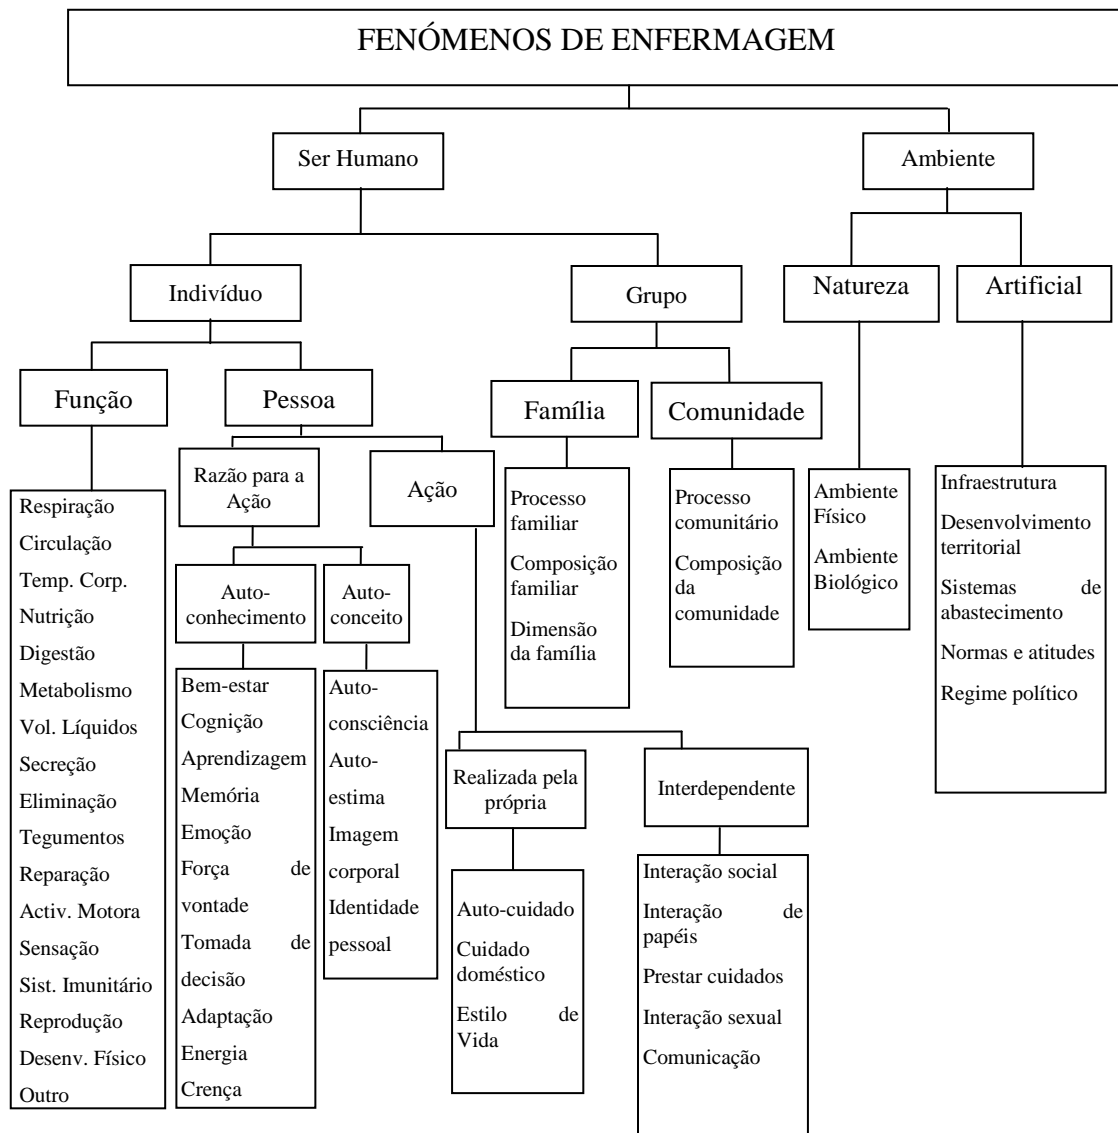 FENÓMENOS DE ENFERMAGEM
Ser Humano
Ambiente
Indivíduo
Grupo
Natureza
Artificial
Função
Pessoa
Família
Comunidade
Razão para a
Ação
Ação
Auto-
conhecimento
Auto-
conceito
Respiração
Circulação
Temp. Corp.
Nutrição
Digestão
Metabolismo
Vol. Líquidos
Secreção
Eliminação
Tegumentos
Reparação
Activ. Motora
Sensação
Sist. Imunitário
Reprodução
Desenv. Físico
Outro
Bem-estar
Cognição
Aprendizagem
Memória
Emoção
Força de
vontade
Tomada de
decisão
Adaptação
Energia
Crença
Auto-
consciência
Auto-
estima
Imagem
corporal
Identidade
pessoal
Realizada pela
própria
Auto-cuidado
Cuidado
doméstico
Estilo de
Vida
Interdependente
Interação social
Interação de
papéis
Prestar cuidados
Interação sexual
Comunicação
Processo
familiar
Composição
familiar
Dimensão
da família
Processo
comunitário
Composição
da
comunidade
Ambiente
Físico
Ambiente
Biológico
Infraestrutura
Desenvolvimento
territorial
Sistemas de
abastecimento
Normas e atitudes
Regime político